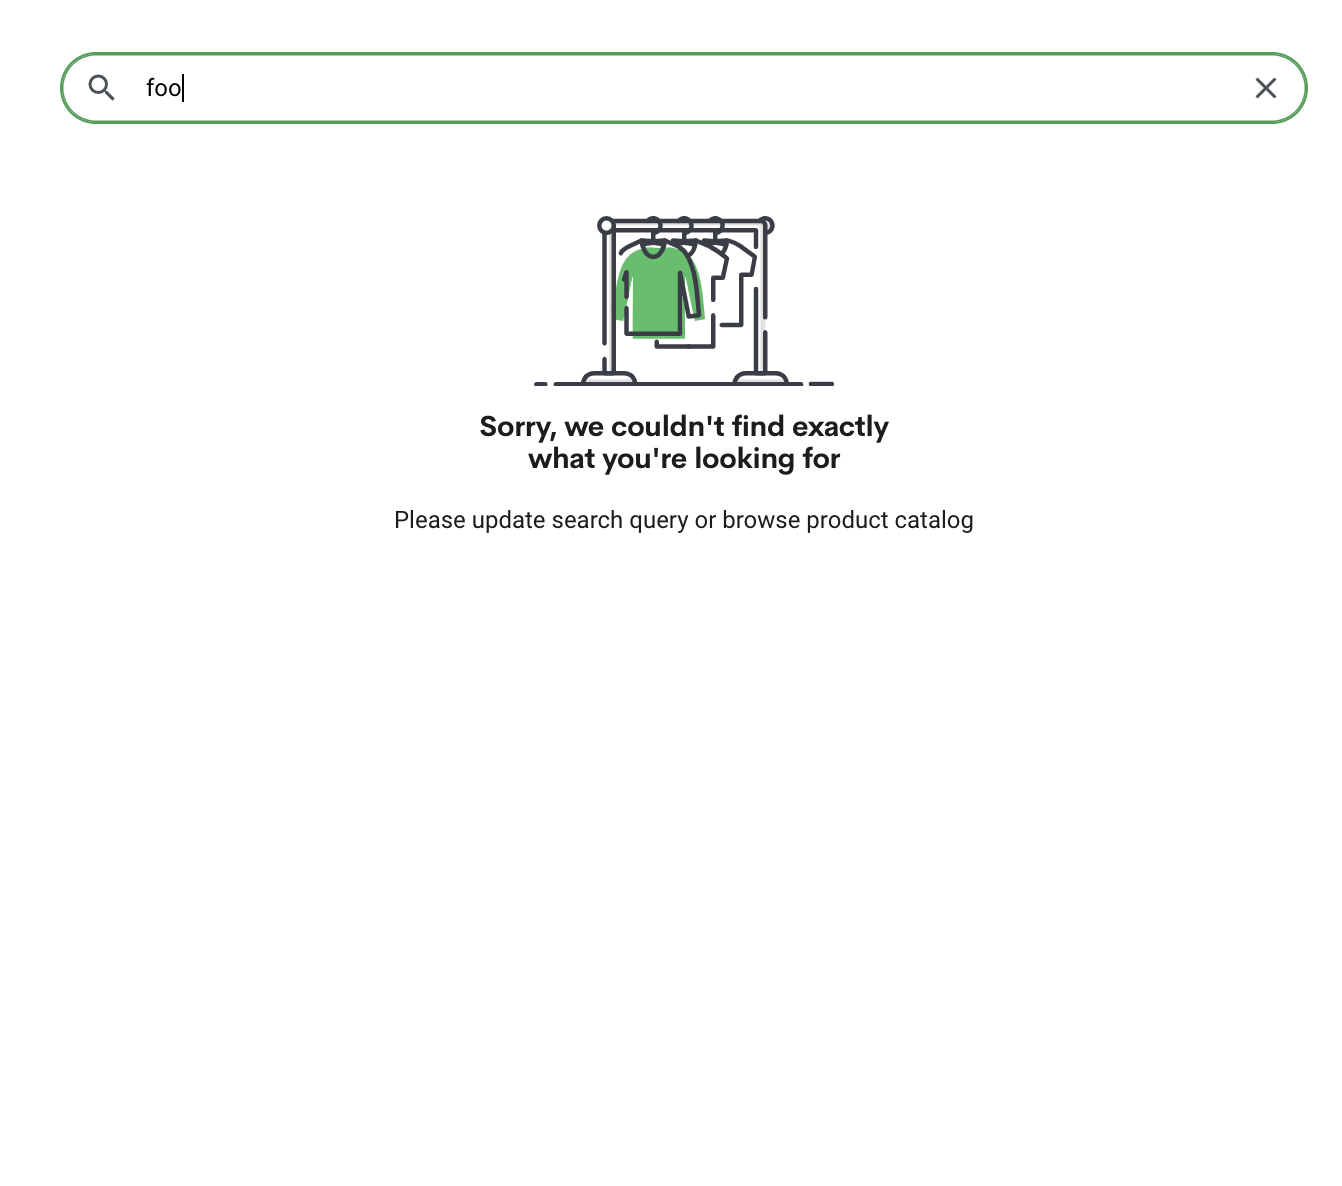 foo
Sorry, we couldn't find exactly
what you're looking for
Please update search query or browse product catalog